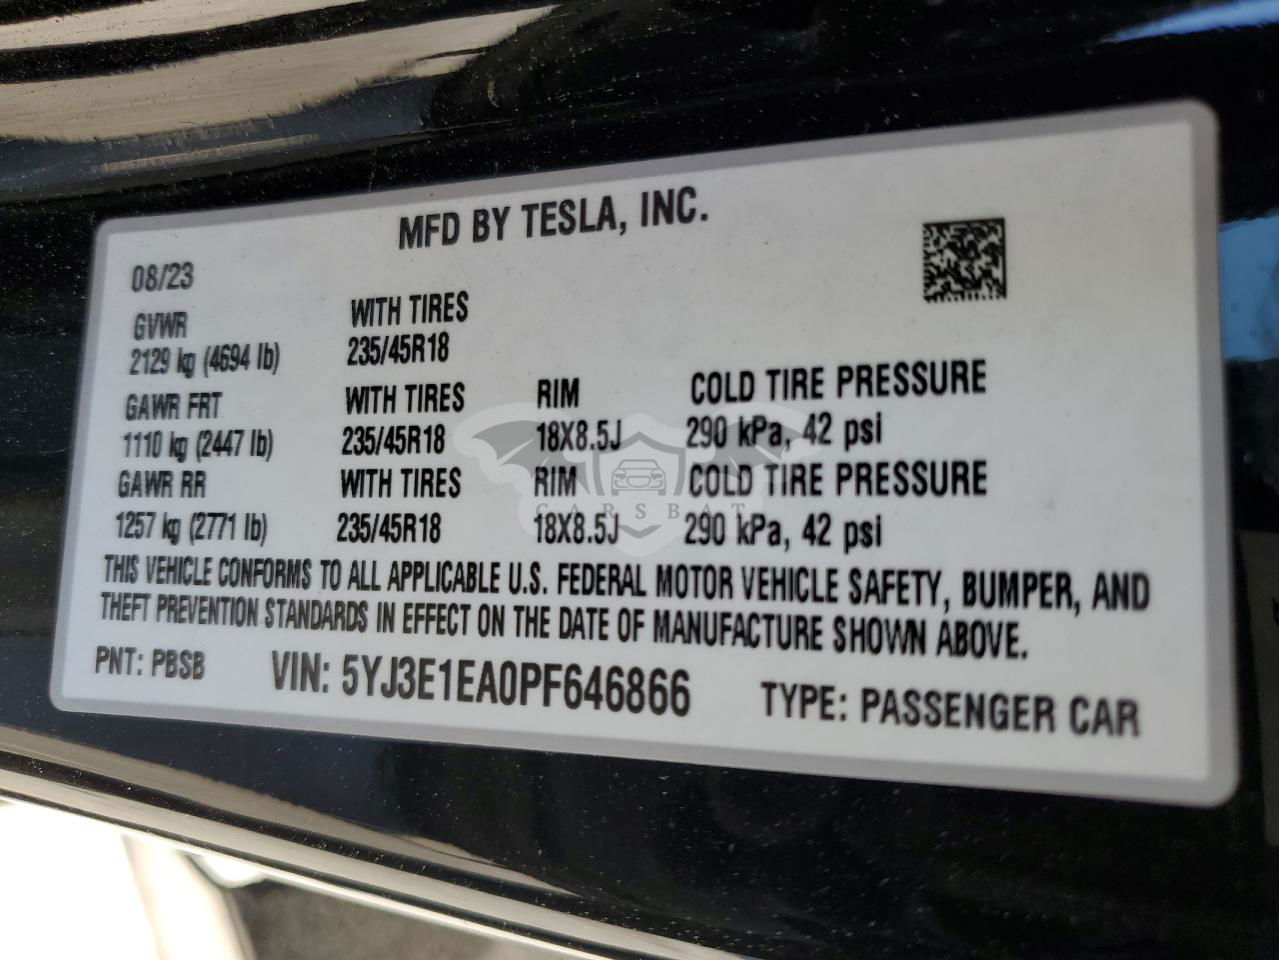 MFD BY TESLA, INC.
08/23
GVWR WITH TIRES
2129 kg (4694 lb) 235/45R18
GAWR FRT WITH TIRES RIM COLD TIRE PRESSURE
1110 kg (2447 lb) 235/45R18 18X8.5J 290 kPa, 42 psi
GAWR RR WITH TIRES RIM COLD TIRE PRESSURE
1257 kg (2771 lb) 235/45R18 18X8.5J 290 kPa, 42 psi
CARSBAT
THIS VEHICLE CONFORMS TO ALL APPLICABLE U.S. FEDERAL MOTOR VEHICLE SAFETY, BUMPER, AND
THEFT PREVENTION STANDARDS IN EFFECT ON THE DATE OF MANUFACTURE SHOWN ABOVE.
PNT: PBSB VIN: 5YJ3E1EA0PF646866 TYPE: PASSENGER CAR